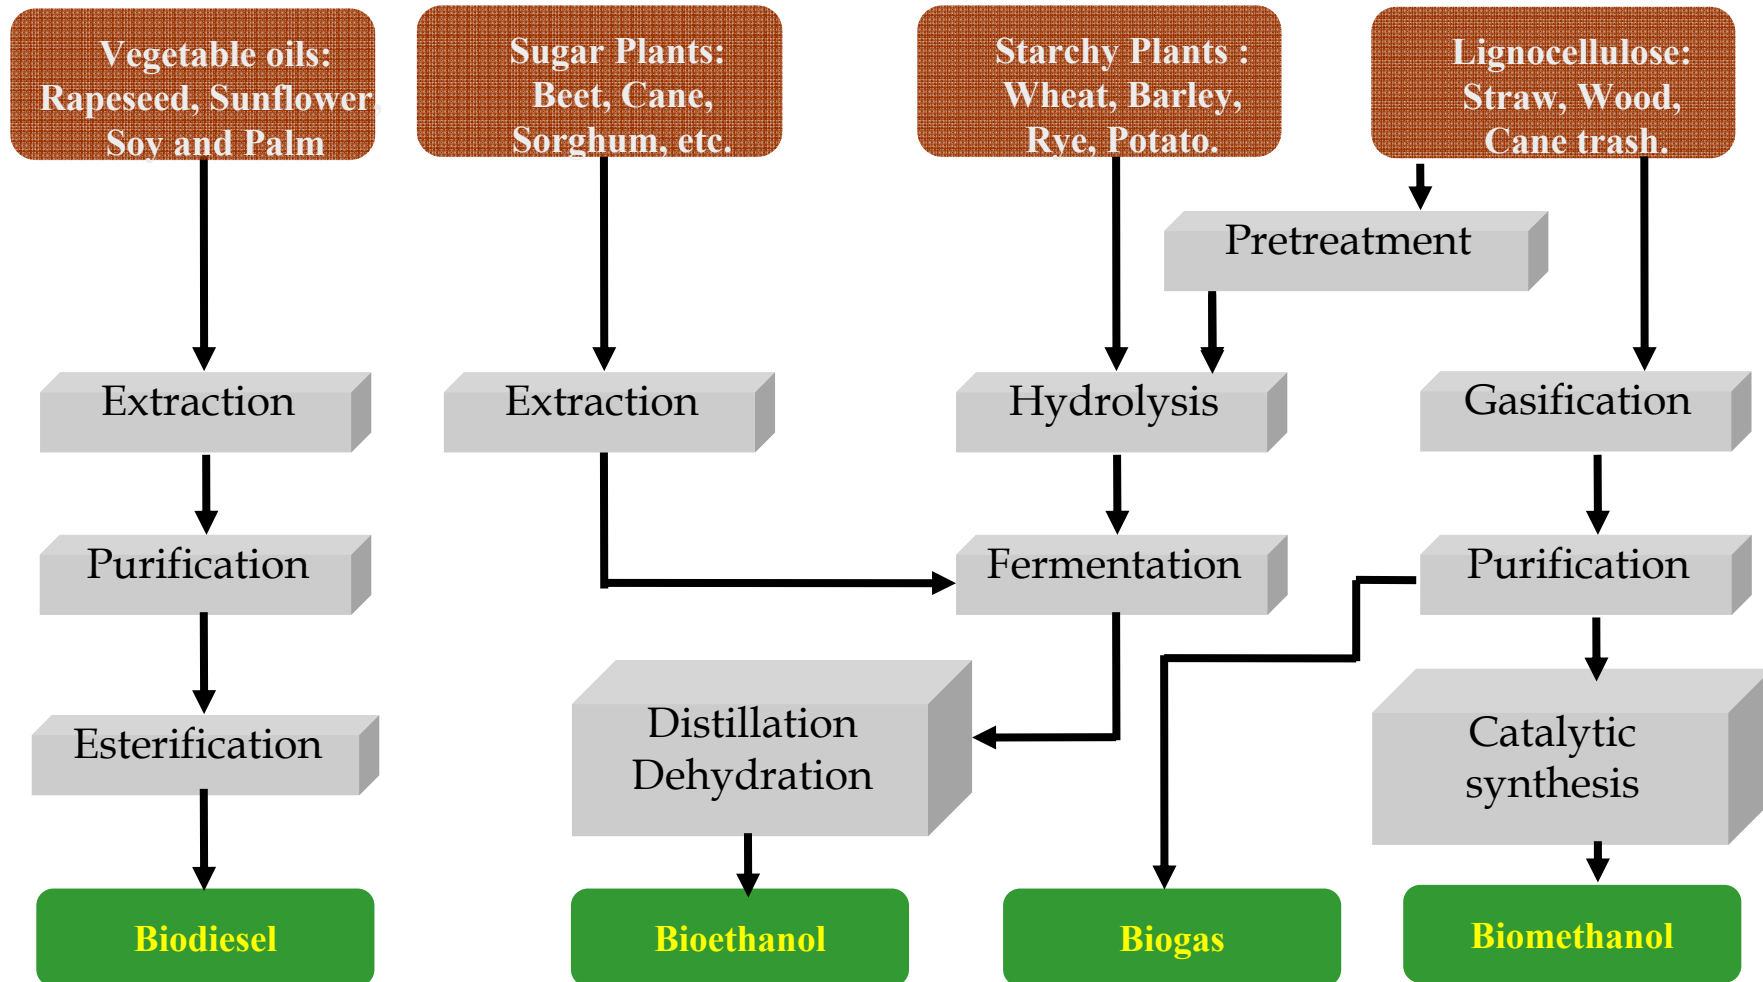 Vegetable oils:
Rapeseed, Sunflower,
Soy and Palm
Sugar Plants:
Beet, Cane,
Sorghum, etc.
Starchy Plants :
Wheat, Barley,
Rye, Potato.
Lignocellulose:
Straw, Wood,
Cane trash.
Pretreatment
Extraction
Extraction
Hydrolysis
Gasification
Purification
Fermentation
Purification
Esterification
Distillation
Dehydration
Catalytic
synthesis
Biodiesel
Bioethanol
Biogas
Biomethanol